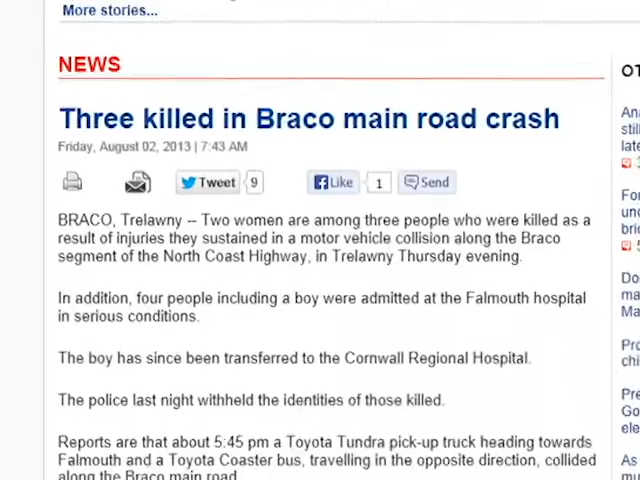 More stories...
NEWS
Three killed in Braco main road crash
Friday, August 02, 2013 | 7:43 AM
Tweet 9 Like 1 Send
BRACO, Trelawny -- Two women are among three people who were killed as a
result of injuries they sustained in a motor vehicle collision along the Braco
segment of the North Coast Highway, in Trelawny Thursday evening.
In addition, four people including a boy were admitted at the Falmouth hospital
in serious conditions.
The boy has since been transferred to the Cornwall Regional Hospital.
The police last night withheld the identities of those killed.
Reports are that about 5:45 pm a Toyota Tundra pick-up truck heading towards
Falmouth and a Toyota Coaster bus, travelling in the opposite direction, collided
along the Braco main road